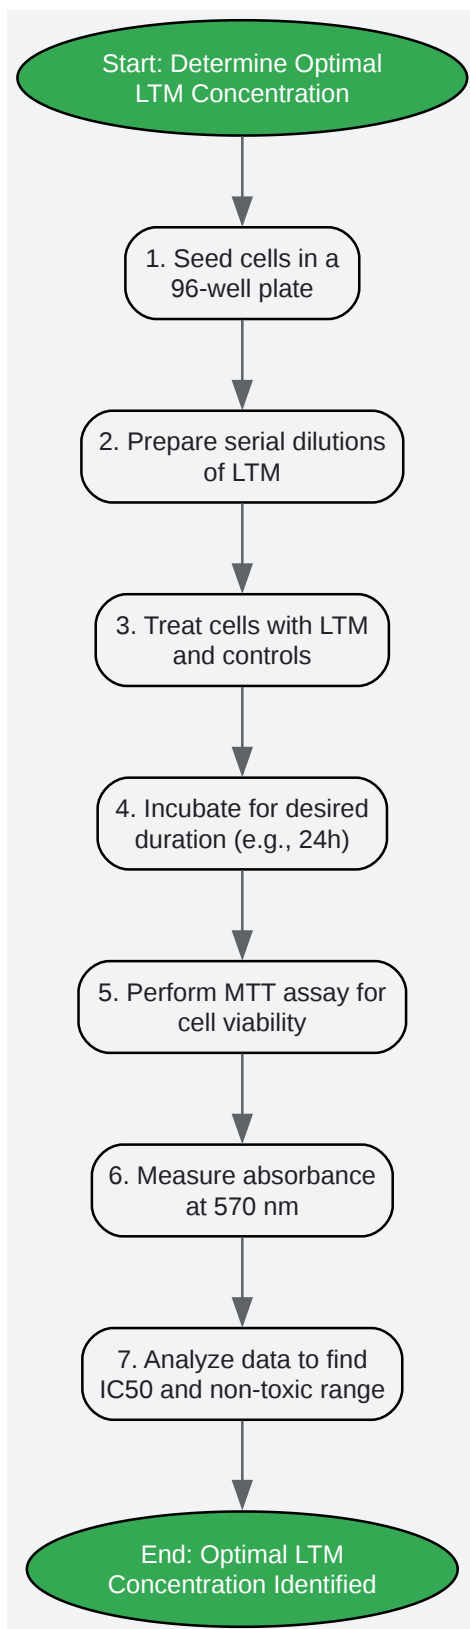 Start: Determine Optimal
LTM Concentration
1. Seed cells in a
96-well plate
2. Prepare serial dilutions
of LTM
3. Treat cells with LTM
and controls
4. Incubate for desired
duration (e.g., 24h)
5. Perform MTT assay for
cell viability
6. Measure absorbance
at 570 nm
7. Analyze data to find
IC50 and non-toxic range
End: Optimal LTM
Concentration Identified